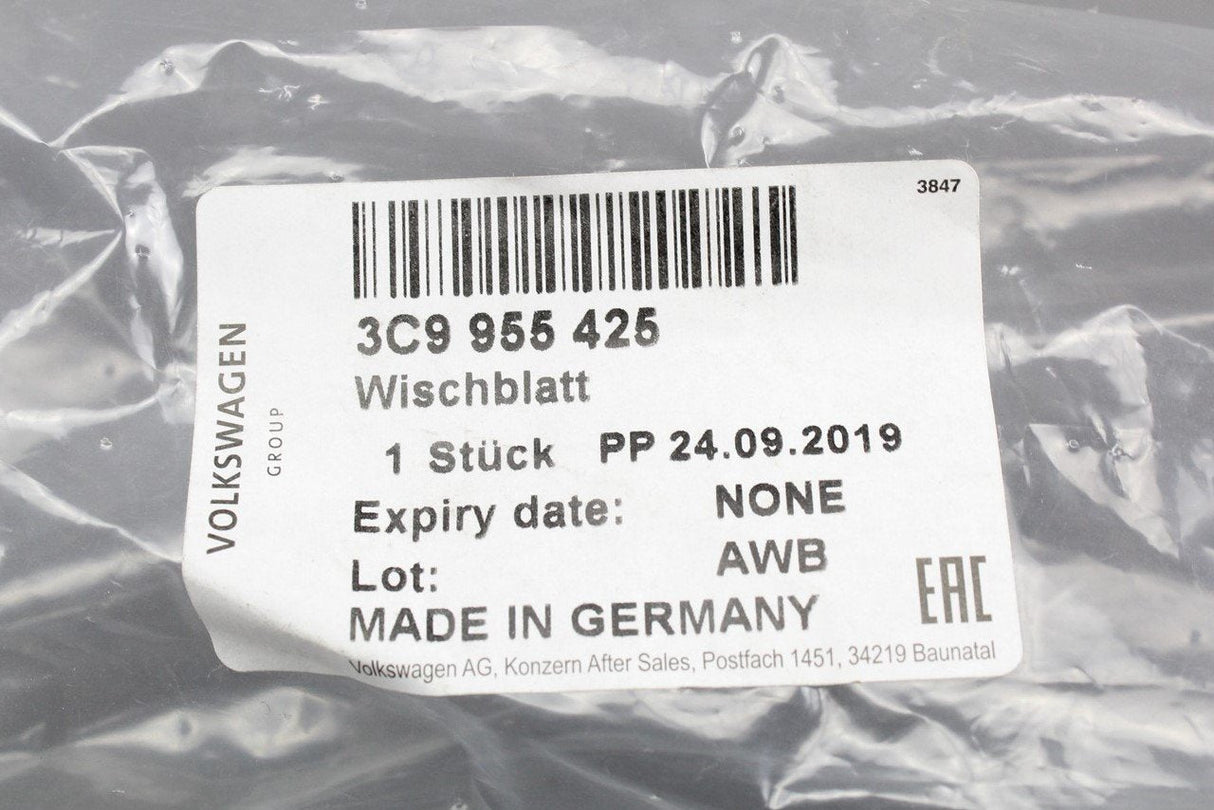 3847
3C9 955 425
Wischblatt
1 Stück PP 24.09.2019
Expiry date: NONE
Lot: AWB
MADE IN GERMANY
Volkswagen AG, Konzern After Sales, Postfach 1451, 34219 Baunatal
VOLKSWAGEN
GROUP
EAC